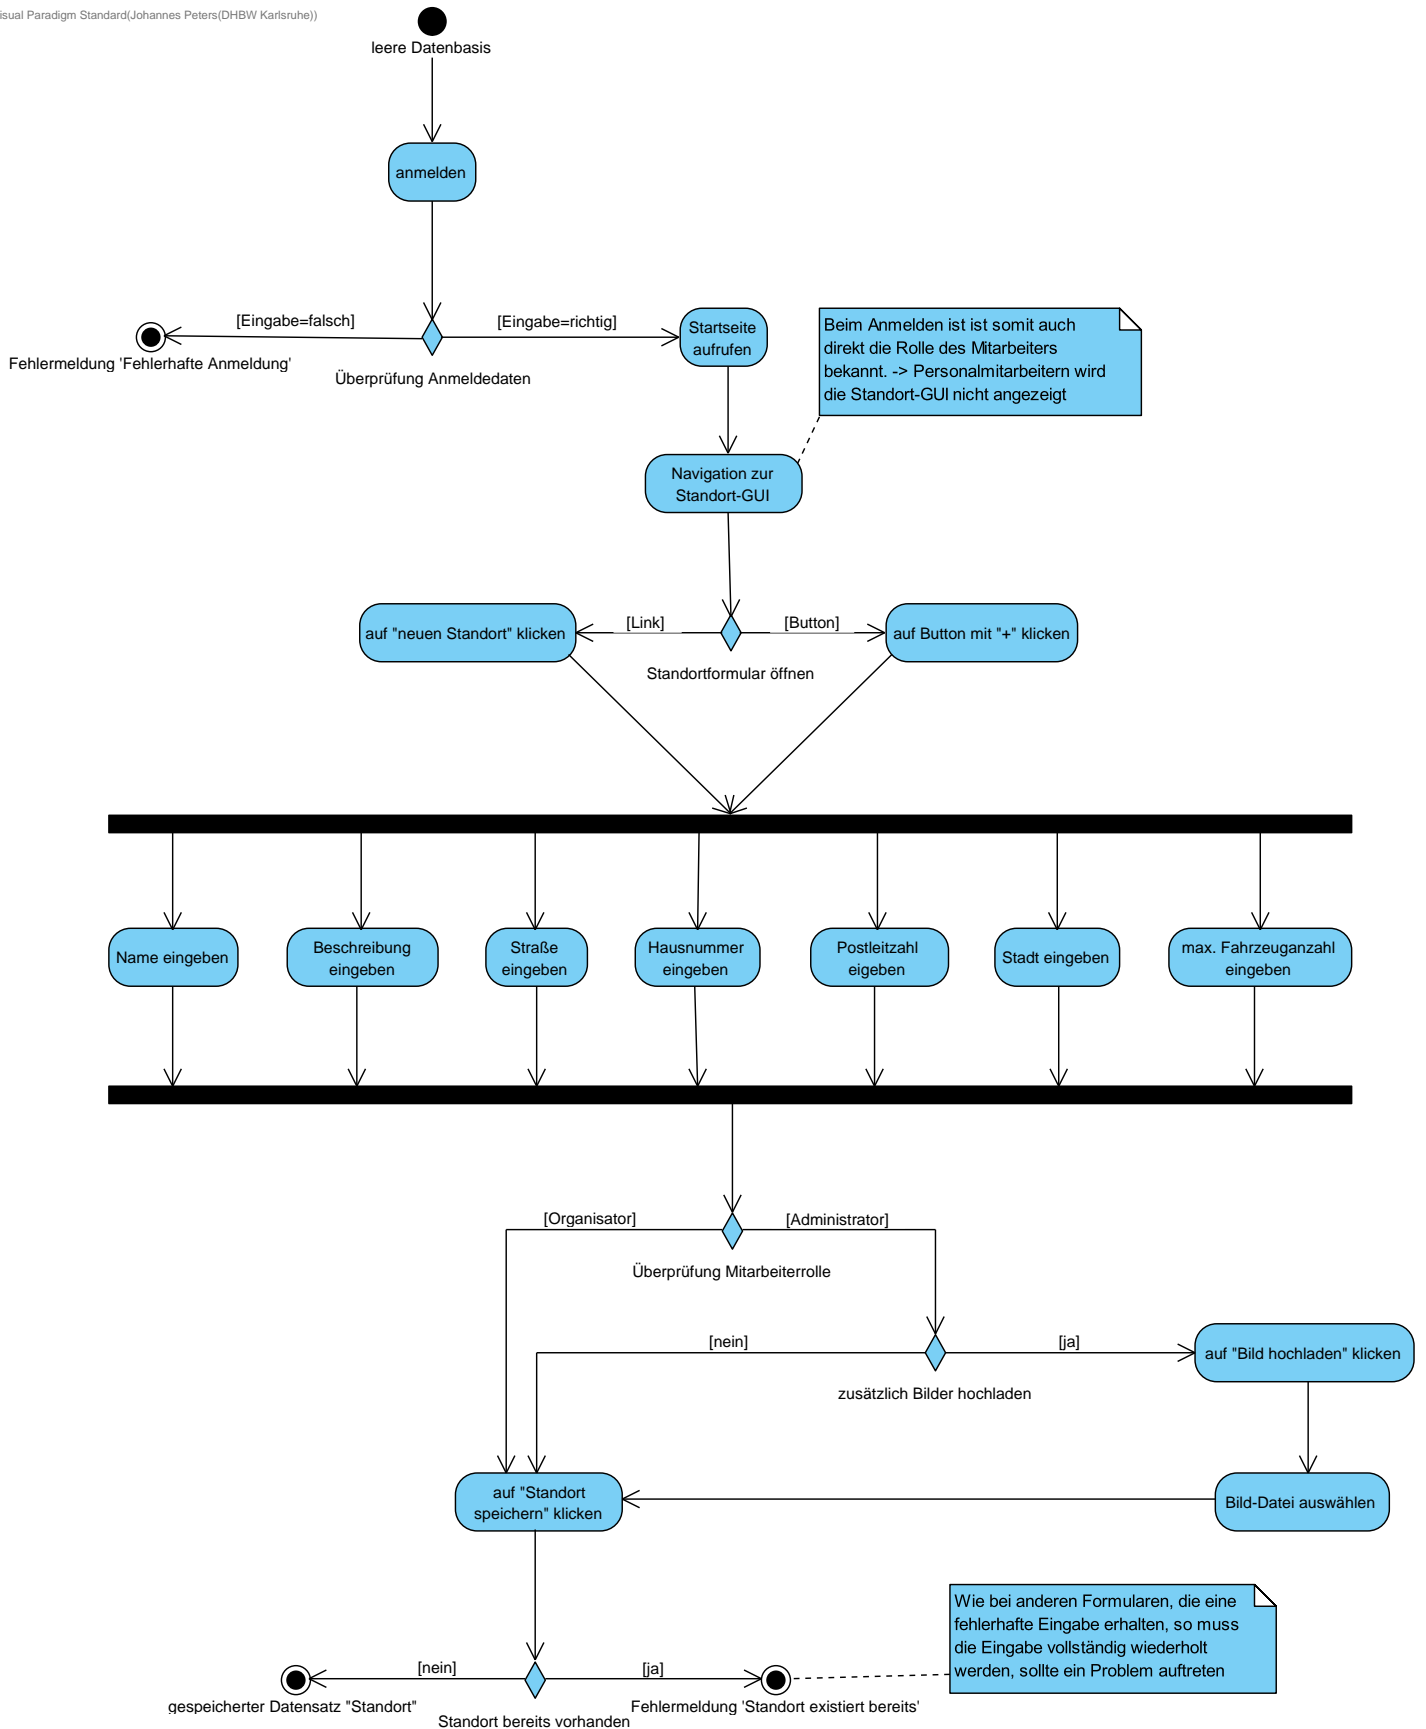 isual Paradigm Standard(Johannes Peters(DHBW Karlsruhe))
leere Datenbasis
anmelden
[Eingabe=falsch]
[Eingabe=richtig]
Fehlermeldung 'Fehlerhafte Anmeldung'
Überprüfung Anmeldedaten
Startseite
aufrufen
Beim Anmelden ist ist somit auch
direkt die Rolle des Mitarbeiters
bekannt. -> Personalmitarbeitern wird
die Standort-GUI nicht angezeigt
Navigation zur
Standort-GUI
auf "neuen Standort" klicken
[Link]
[Button]
auf Button mit "+" klicken
Standortformular öffnen
Name eingeben
Beschreibung
eingeben
Straße
eingeben
Hausnummer
eingeben
Postleitzahl
eigeben
Stadt eingeben
max. Fahrzeuganzahl
eingeben
[Organisator]
[Administrator]
Überprüfung Mitarbeiterrolle
[nein]
[ja]
auf "Bild hochladen" klicken
zusätzlich Bilder hochladen
auf "Standort
speichern" klicken
Bild-Datei auswählen
Wie bei anderen Formularen, die eine
fehlerhafte Eingabe erhalten, so muss
die Eingabe vollständig wiederholt
werden, sollte ein Problem auftreten
[nein]
[ja]
gespeicherter Datensatz "Standort"
Fehlermeldung 'Standort existiert bereits'
Standort bereits vorhanden